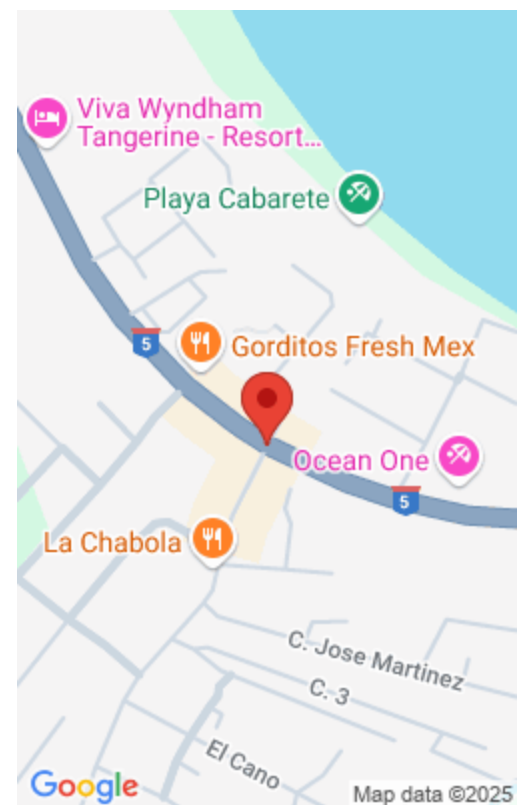 Viva Wyndham
Tangerine - Resort...
Playa Cabarete
5
Gorditos Fresh Mex
Ocean One
5
La Chabola
C. Jose Martinez
C. 3
El Cano
Google
Map data ©2025